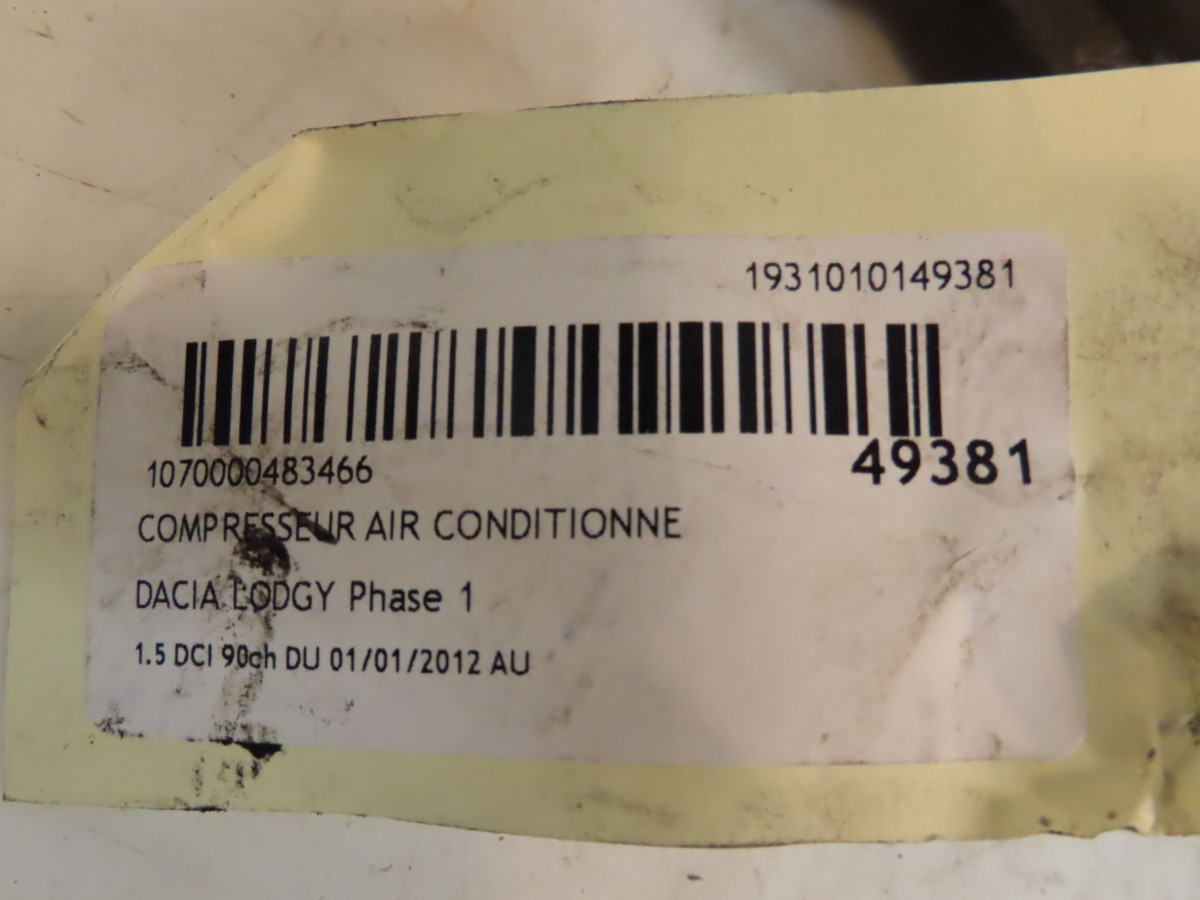 1931010149381
1070000483466
49381
COMPRESSEUR AIR CONDITIONNE
DACIA LODGY Phase 1
1.5 DCI 90ch DU 01/01/2012 AU